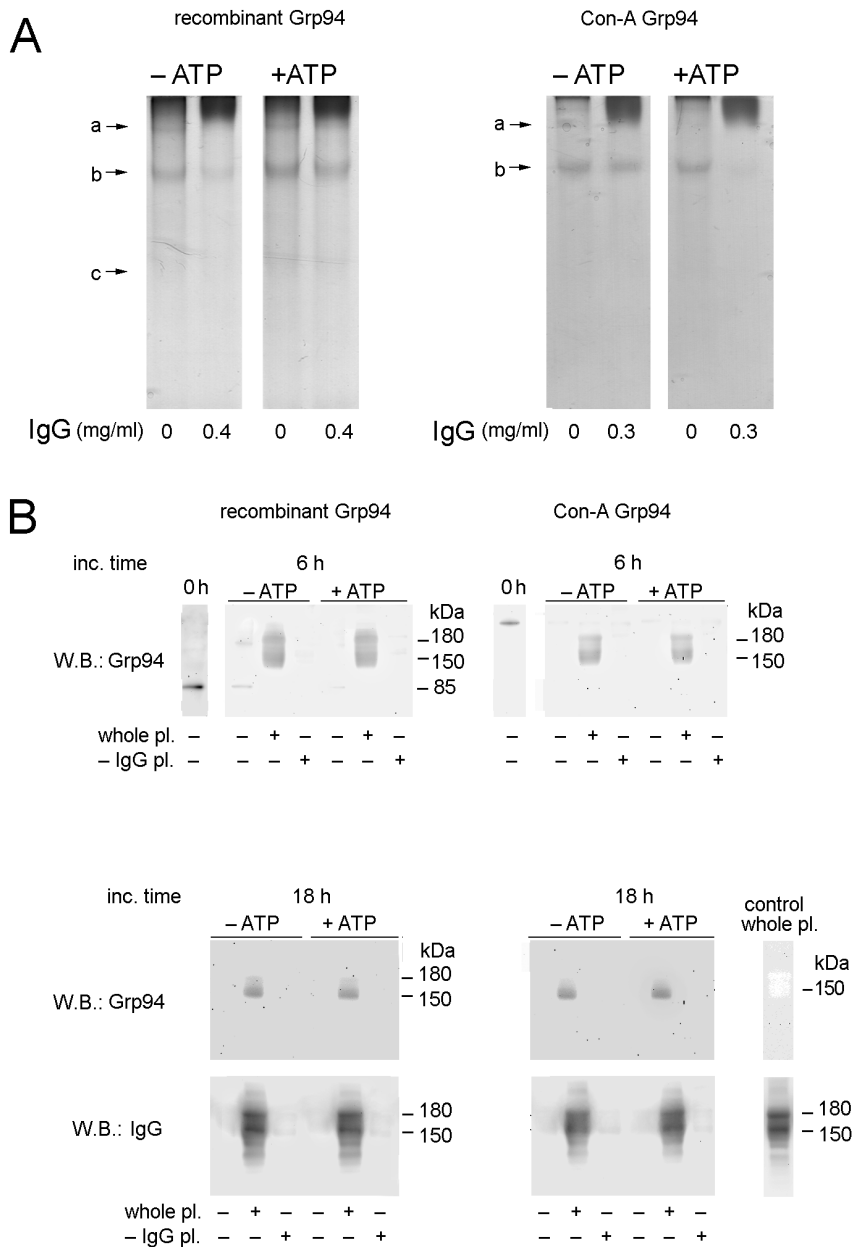 A
recombinant Grp94 Con-A Grp94
– ATP +ATP – ATP +ATP
a a
b b
c
IgG (mg/ml) 0 0.4 0 0.4 IgG (mg/ml) 0 0.3 0 0.3
B
recombinant Grp94 Con-A Grp94
inc. time 6 h 6 h
0 h – ATP + ATP 0 h – ATP + ATP
kDa kDa
– 180 – 180
W.B.: Grp94 – 150 – 150
– 85
whole pl. – – + – – + – – – + – – + –
– IgG pl. – – – + – – + – – – + – – +
inc. time 18 h 18 h control
– ATP + ATP – ATP + ATP whole pl.
kDa kDa
– 180 –150
W.B.: Grp94 – 150
– 180 – 180
W.B.: IgG – 150 – 150
whole pl. – + – – + – – + – – + –
– IgG pl. – – + – – + – – + – – +